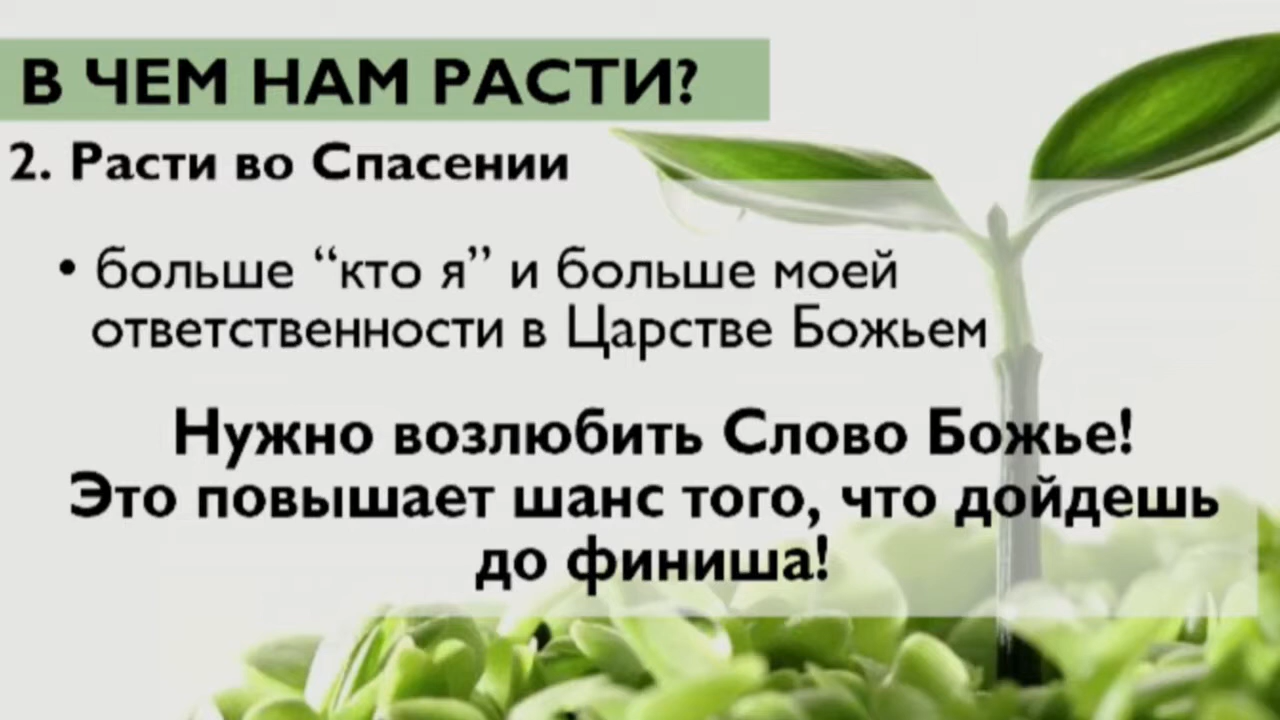 В ЧЕМ НАМ РАСТИ?
2. Расти во Спасении
• больше “кто я” и больше моей
ответственности в Царстве Божьем
Нужно возлюбить Слово Божье!
Это повышает шанс того, что дойдешь
до финиша!